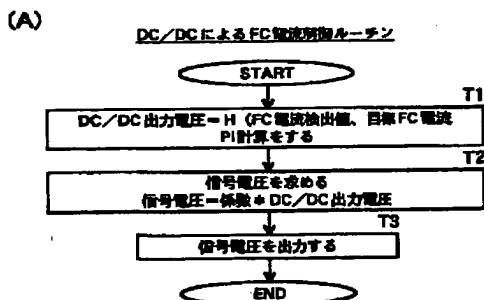 (A)
DC/DCによるFC電流制御ルーチン
START
T1
DC/DC出力電圧=H(FC電流検出値、目標FC電流
PI計算をする
T2
信号電圧を求める
信号電圧=係数*DC/DC出力電圧
T3
信号電圧を出力する
END